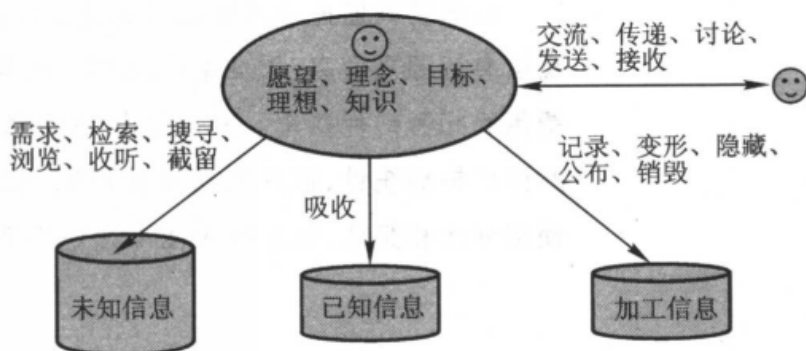 愿望、理念、目标、
理想、知识
交流、传递、讨论、
发送、接收
需求、检索、搜寻、
浏览、收听、截留
吸收
记录、变形、隐藏、
公布、销毁
未知信息
已知信息
加工信息